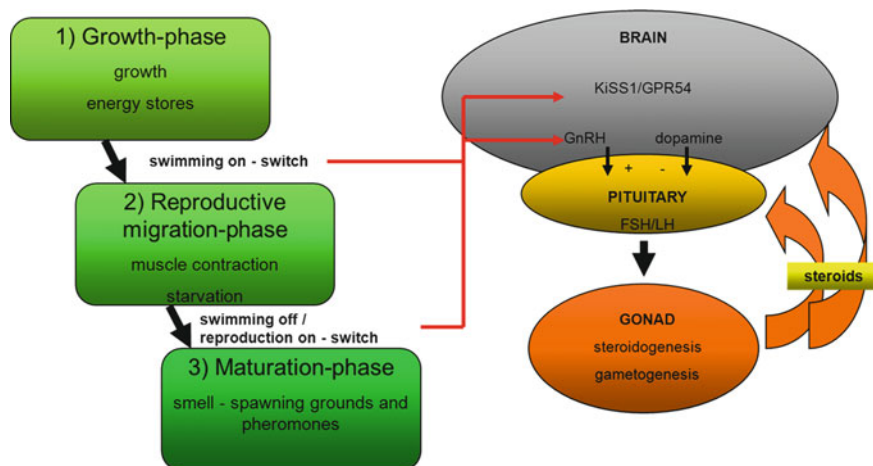 1) Growth-phase
growth
energy stores
swimming on - switch
2) Reproductive
migration-phase
muscle contraction
starvation
swimming off /
reproduction on - switch
3) Maturation-phase
smell - spawning grounds and
pheromones
BRAIN
KiSS1/GPR54
GnRH dopamine
+ -
PITUITARY
FSH/LH
steroids
GONAD
steroidogenesis
gametogenesis